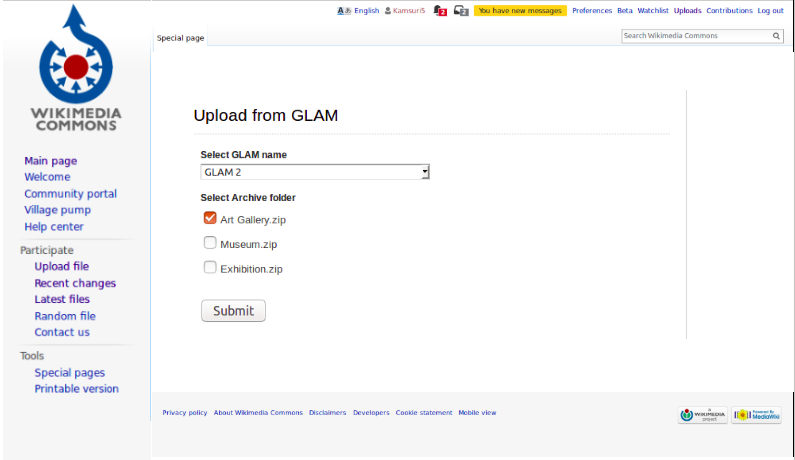 English Kamsuri5 2 2 You have new messages Preferences Beta Watchlist Uploads Contributions Log out
Special page
Search Wikimedia Commons
WIKIMEDIA
COMMONS
Main page
Welcome
Community portal
Village pump
Help center
Participate
Upload file
Recent changes
Latest files
Random file
Contact us
Tools
Special pages
Printable version
Upload from GLAM
Select GLAM name
GLAM 2
Select Archive folder
Art Gallery.zip
Museum.zip
Exhibition.zip
Submit
Privacy policy About Wikimedia Commons Disclaimers Developers Cookie statement Mobile view
A
WIKIMEDIA
project
Powered By
MediaWiki